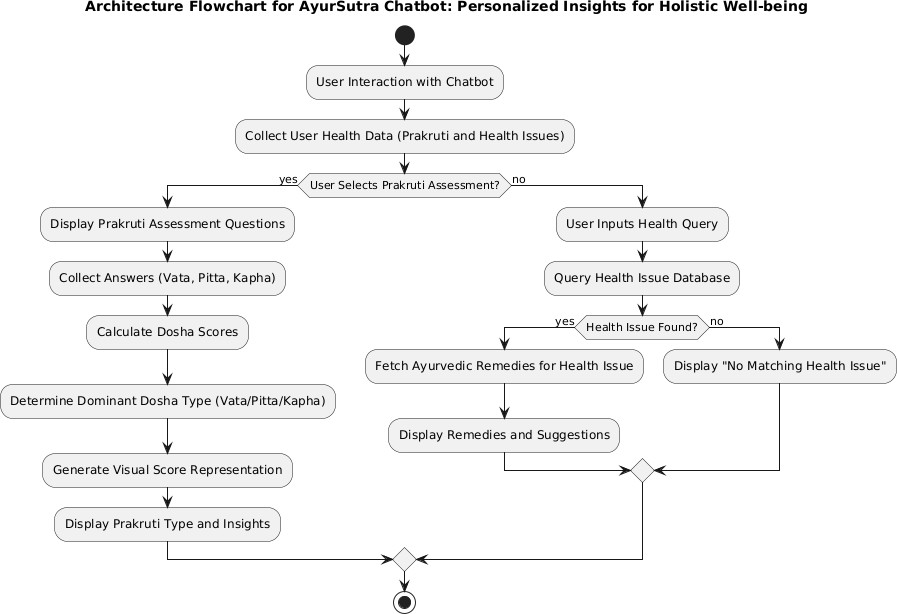 Architecture Flowchart for AyurSutra Chatbot: Personalized Insights for Holistic Well-being
User Interaction with Chatbot
Collect User Health Data (Prakruti and Health Issues)
yes
User Selects Prakruti Assessment?
no
Display Prakruti Assessment Questions
Collect Answers (Vata, Pitta, Kapha)
Calculate Dosha Scores
Determine Dominant Dosha Type (Vata/Pitta/Kapha)
Generate Visual Score Representation
Display Prakruti Type and Insights
User Inputs Health Query
Query Health Issue Database
yes
Health Issue Found?
no
Fetch Ayurvedic Remedies for Health Issue
Display Remedies and Suggestions
Display "No Matching Health Issue"